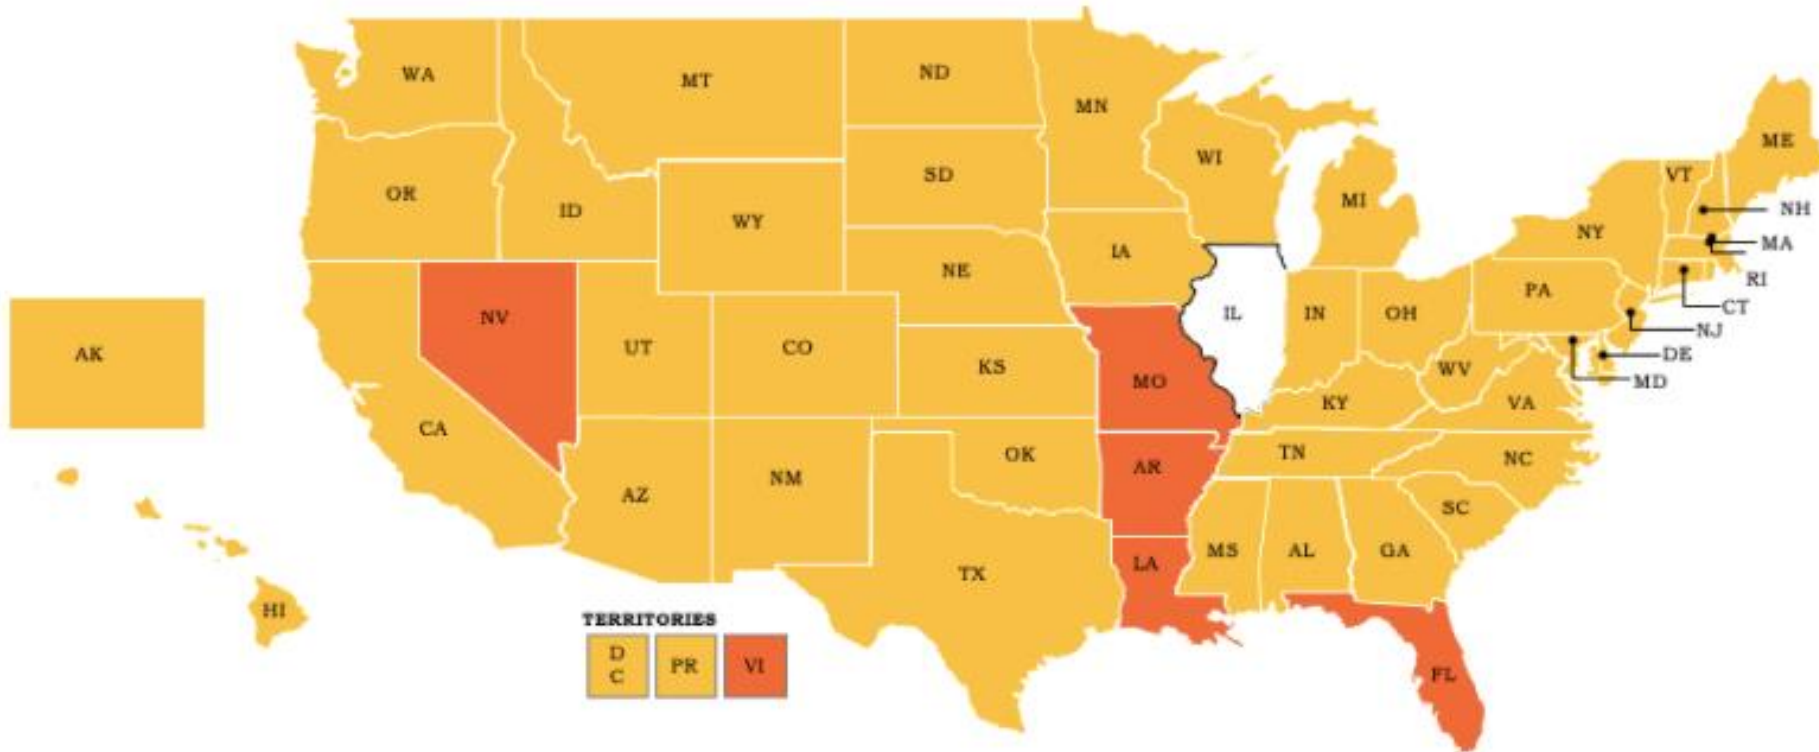 WA
MT
ND
MN
ME
WI
VT
OR
ID
SD
MI
WY
NH
NY
MA
IA
NE
RI
PA
CT
NV
IL
IN
OH
NJ
AK
UT
CO
DE
KS
WV
MD
MO
KY
VA
CA
OK
TN
NC
AR
NM
AZ
SC
MS
AL
GA
LA
TX
HI
TERRITORIES
D
C
PR
VI
FL